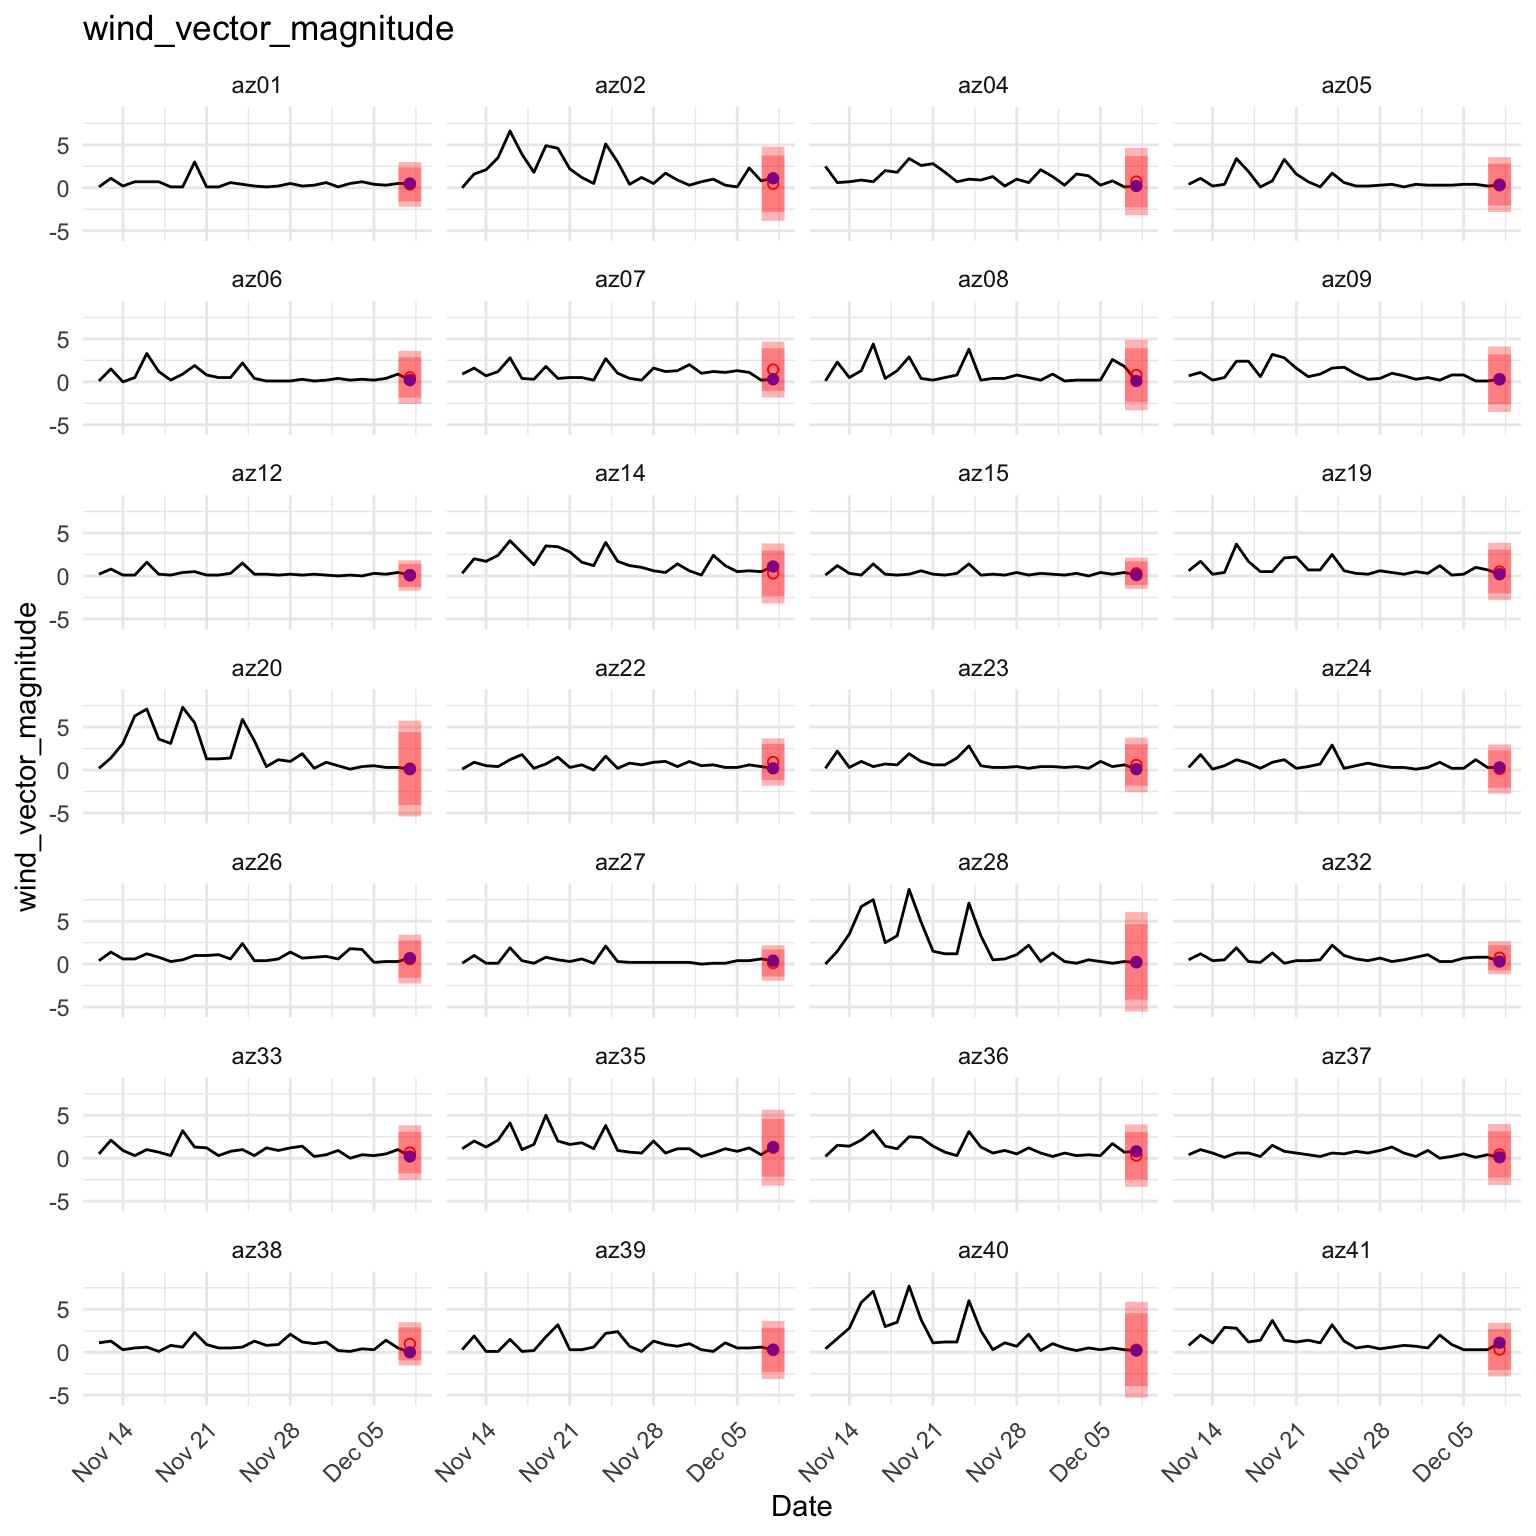 wind_vector_magnitude
az01 az02 az04 az05
5
0
-5
az06 az07 az08 az09
5
0
-5
az12 az14 az15 az19
5
0
-5
az20 az22 az23 az24
5
0
-5
az26 az27 az28 az32
5
0
-5
az33 az35 az36 az37
5
0
-5
az38 az39 az40 az41
5
0
-5
wind_vector_magnitude
Nov 14 Nov 21 Nov 28 Dec 05 Nov 14 Nov 21 Nov 28 Dec 05 Nov 14 Nov 21 Nov 28 Dec 05 Nov 14 Nov 21 Nov 28 Dec 05
Date